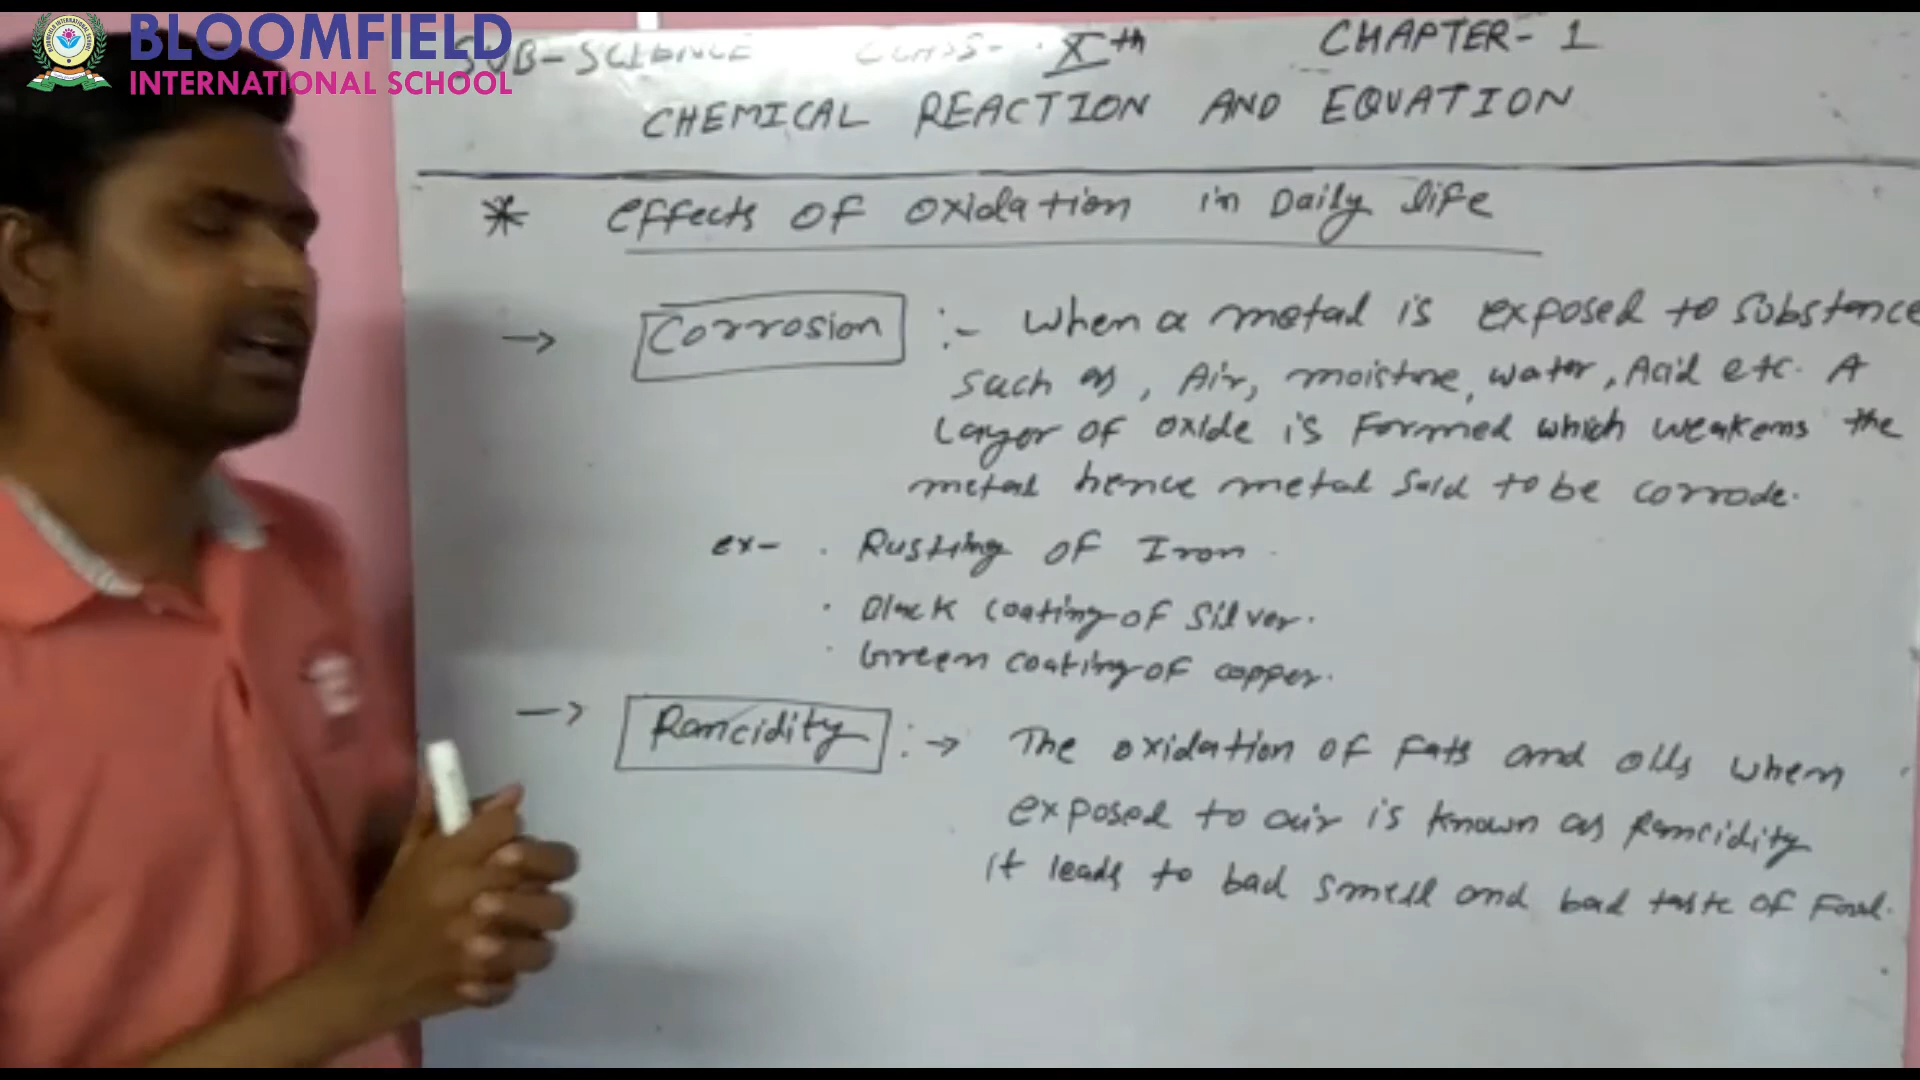 BLOOMFIELD
INTERNATIONAL SCHOOL
SUB-SCIENCE CLASS- Xth CHAPTER-1
CHEMICAL REACTION AND EQUATION
* Effects of Oxidation in Daily life
→ Corrosion :- When a metal is exposed to substance
such as, Air, moisture, water, Acid etc. A
Layer of oxide is Formed which weakens the
metal hence metal said to be corrode.
ex- . Rusting of Iron.
. Black coating of Silver.
. Green coating of copper.
→ Rancidity :→ The oxidation of Fats and oils when
exposed to air is known as Rancidity
it leads to bad smell and bad taste of Food.